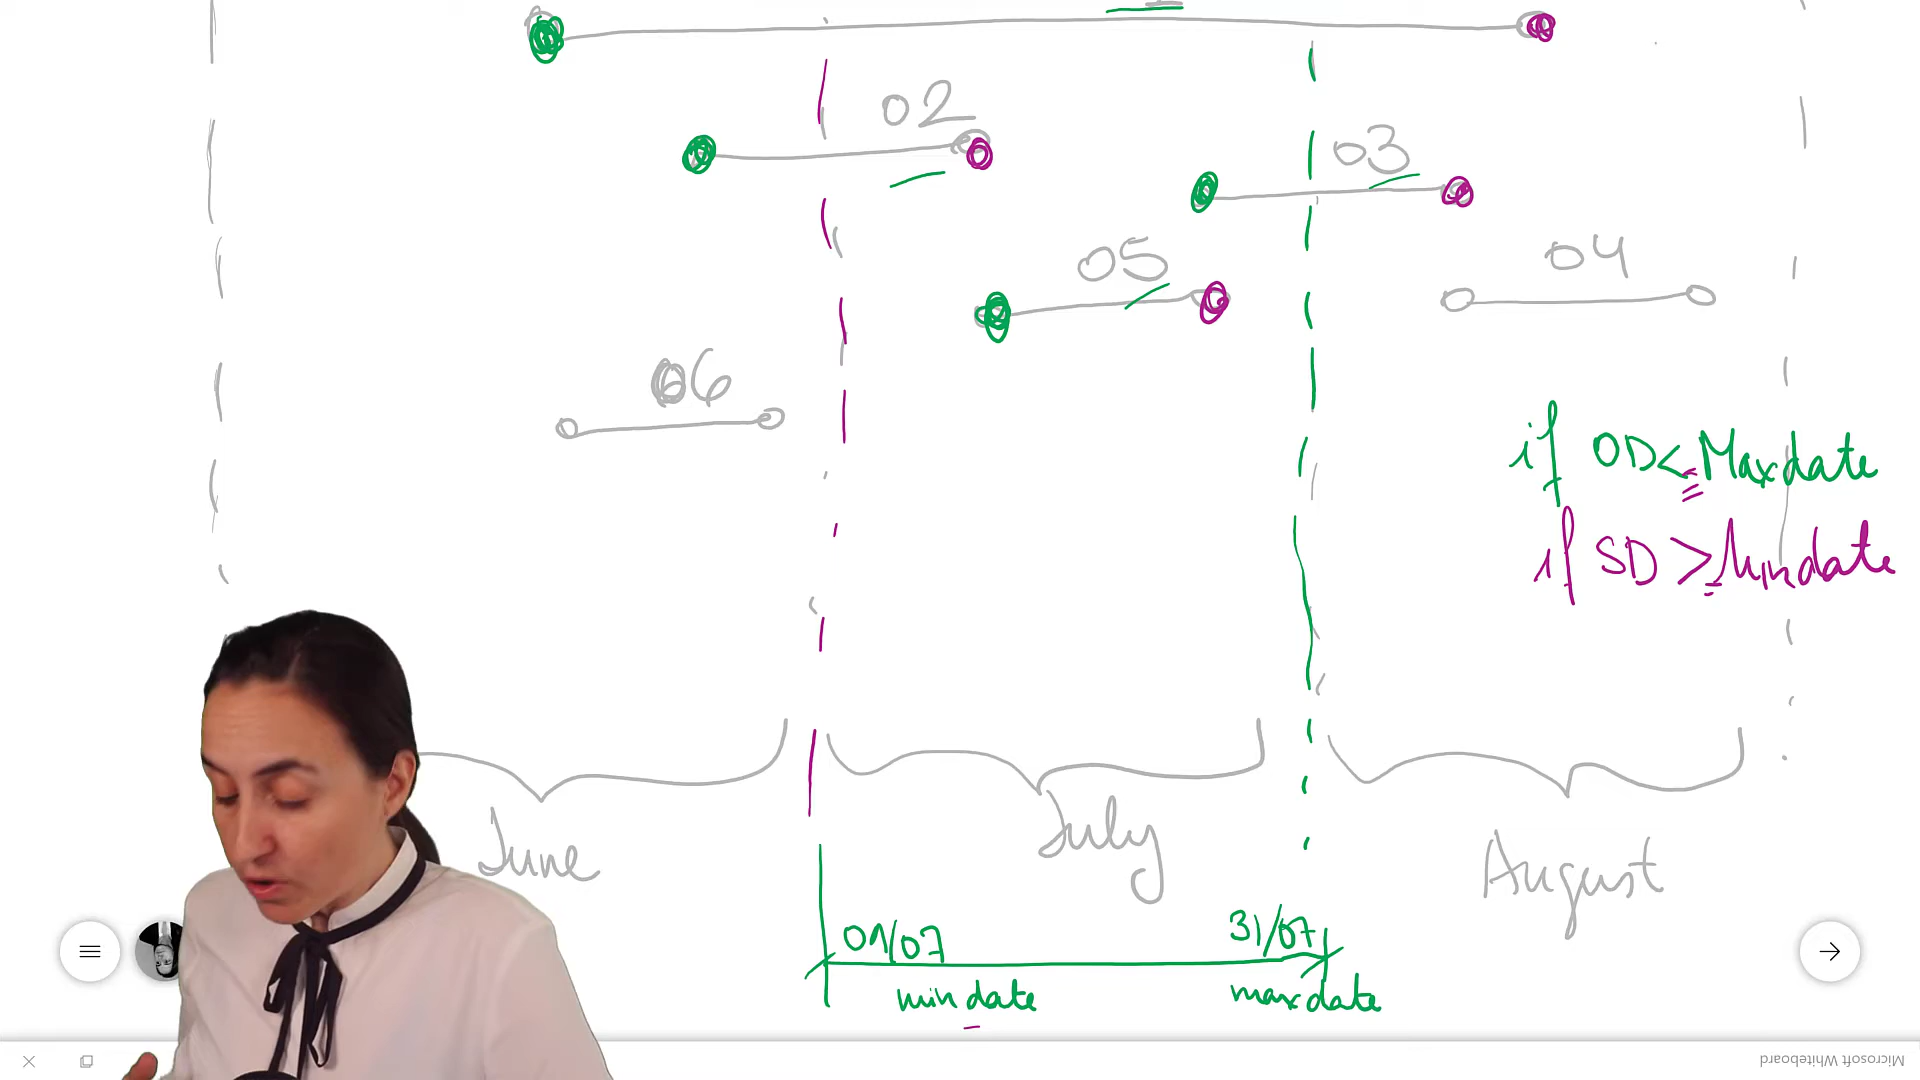 02
03
05
04
06
if OD <= Maxdate
if SD >= Mindate
June
July
August
01/07
31/07
min date
max date
Microsoft Whiteboard